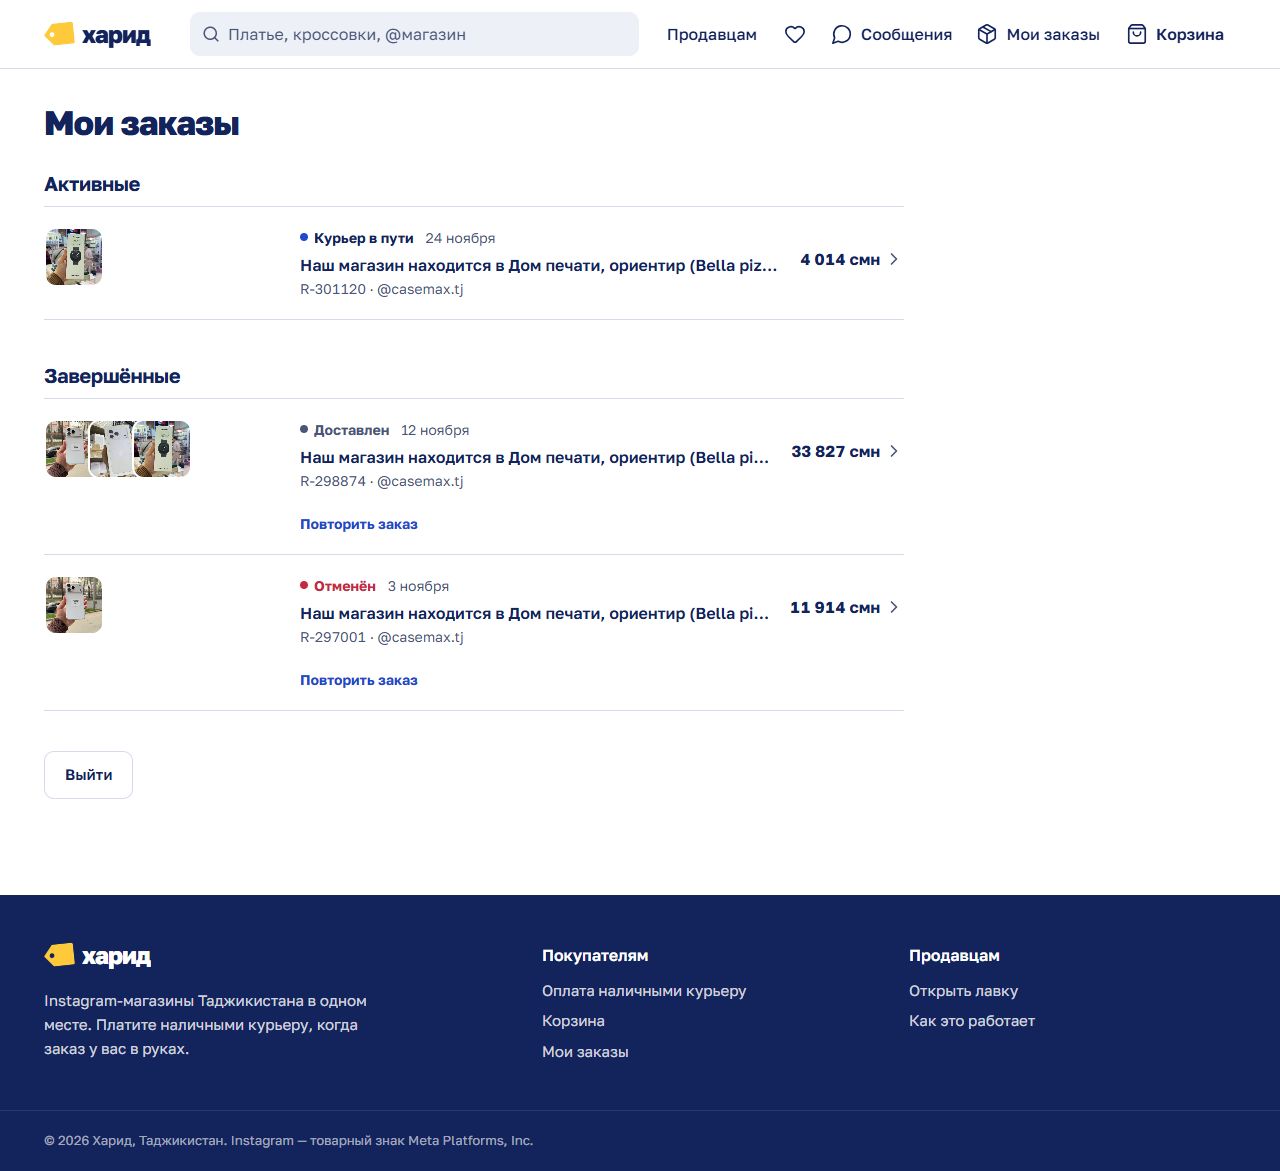 харид
Платье, кроссовки, @магазин
Продавцам
Сообщения
Мои заказы
Корзина
Мои заказы
Активные
Курьер в пути 24 ноября
Наш магазин находится в Дом печати, ориентир (Bella piz...
4 014 смн
R-301120 · @casemax.tj
Завершённые
Доставлен 12 ноября
Наш магазин находится в Дом печати, ориентир (Bella pi...
33 827 смн
R-298874 · @casemax.tj
Повторить заказ
Отменён 3 ноября
Наш магазин находится в Дом печати, ориентир (Bella pi...
11 914 смн
R-297001 · @casemax.tj
Повторить заказ
Выйти
харид
Instagram-магазины Таджикистана в одном
месте. Платите наличными курьеру, когда
заказ у вас в руках.
Покупателям
Оплата наличными курьеру
Корзина
Мои заказы
Продавцам
Открыть лавку
Как это работает
© 2026 Харид, Таджикистан. Instagram — товарный знак Meta Platforms, Inc.